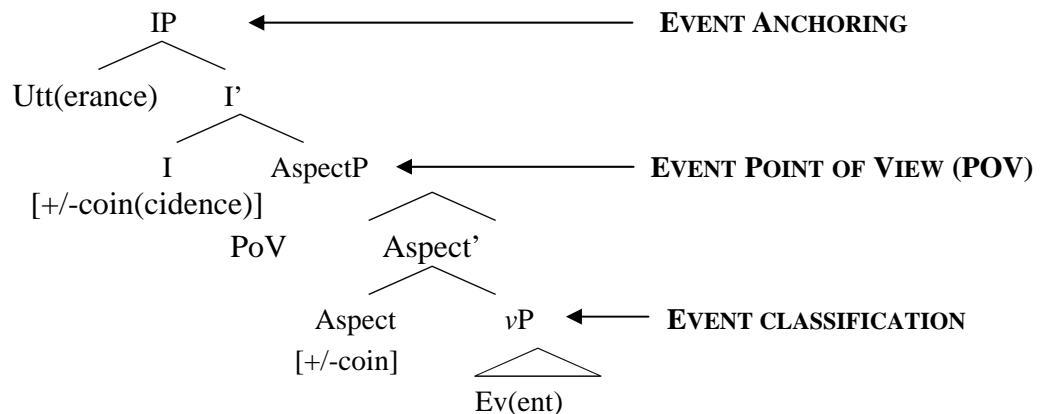 IP EVENT ANCHORING
Utt(erance) I’
I AspectP EVENT POINT OF VIEW (POV)
[+/-coin(cidence)]
PoV Aspect’
Aspect vP EVENT CLASSIFICATION
[+/-coin]
Ev(ent)